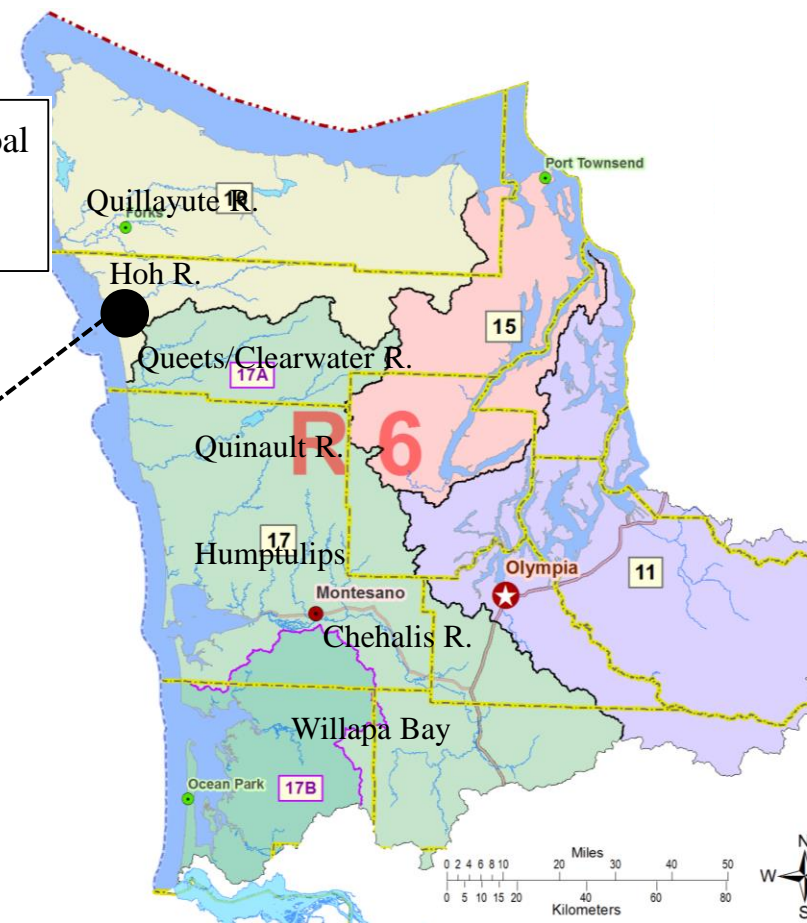 Port Townsend
Quillayute R.
Forks
Hoh R.
15
Queets/Clearwater R.
17A
R 6
Quinault R.
17
Humptulips
Olympia
11
Montesano
Chehalis R.
Willapa Bay
Ocean Park
17B
Miles
0 2 4 6 8 10 20 30 40 50
0 5 10 15 20 40 60 80
Kilometers
N
W
S